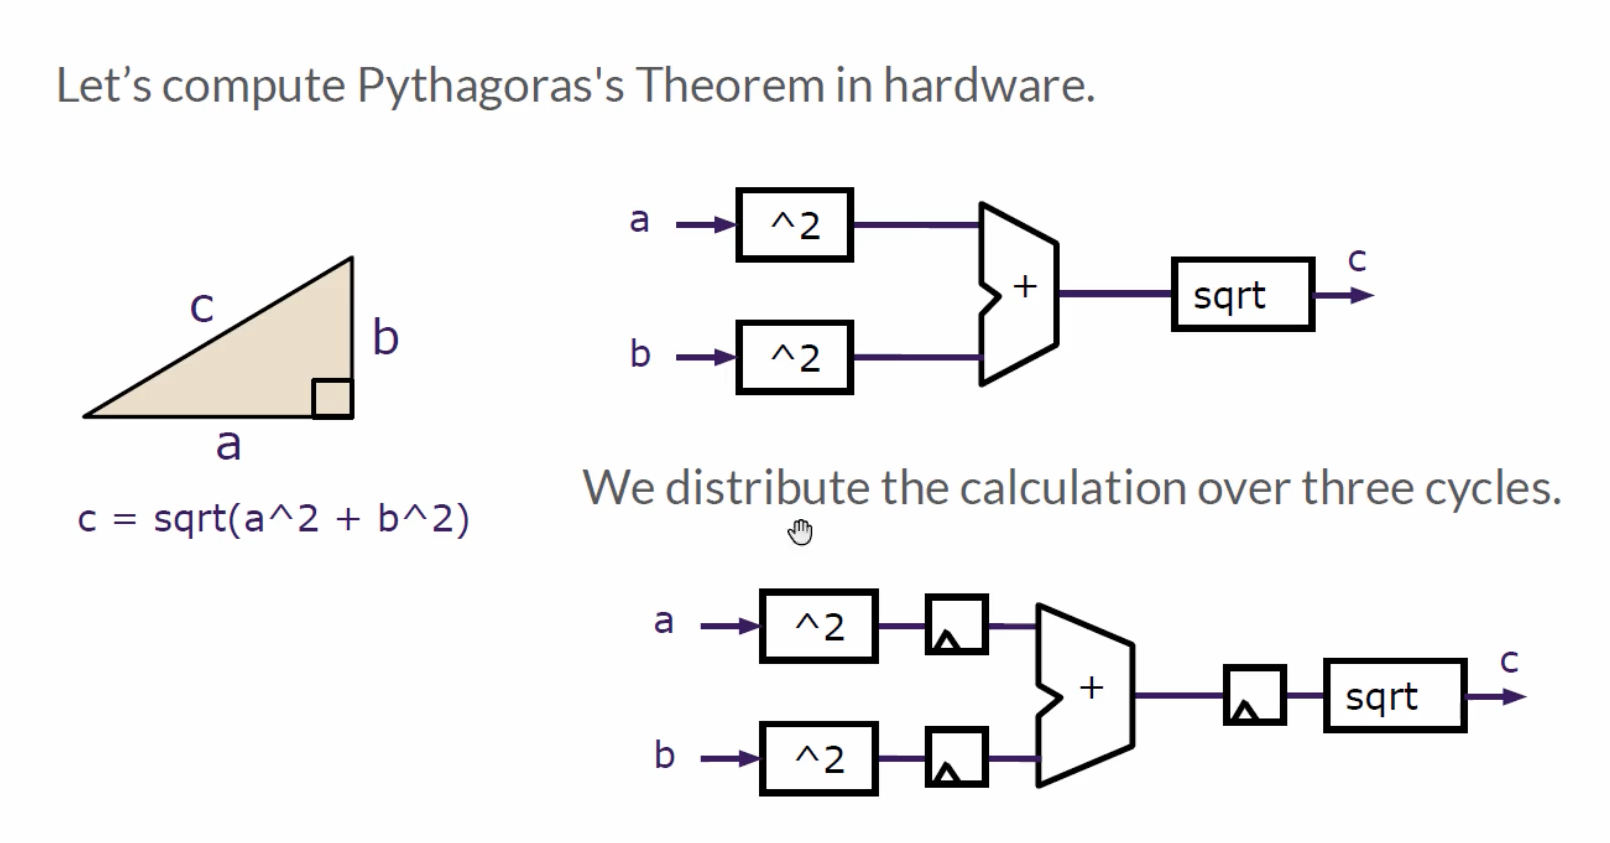 Let's compute Pythagoras's Theorem in hardware.
a
^2
c
b
^2
+
sqrt
c
b
a
c = sqrt(a^2 + b^2)
We distribute the calculation over three cycles.
a
^2
b
^2
+
sqrt
c